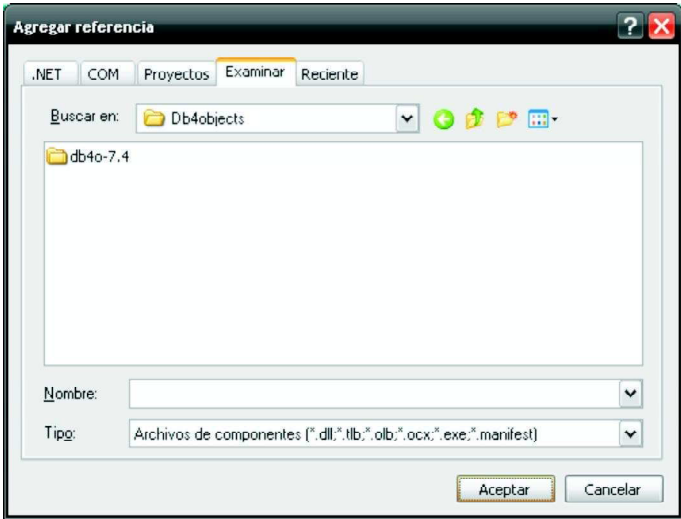 Agregar referencia
.NET COM Proyectos Examinar Reciente
Buscar en: Db4objects
db4o-7.4
Nombre:
Tipo: Archivos de componentes (*.dll;*.tlb;*.olb;*.ocx;*.exe;*.manifest)
Aceptar Cancelar